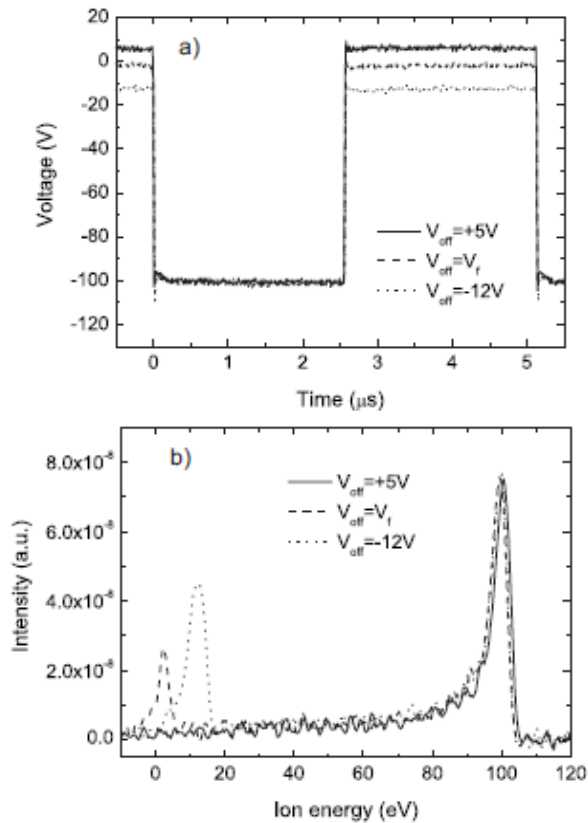 a)
20
0
-20
-40
-60
-80
-100
-120
Voltage (V)
V_off=+5V
V_off=V_f
V_off=-12V
0 1 2 3 4 5
Time (μs)
b)
8.0x10⁻⁸
6.0x10⁻⁸
4.0x10⁻⁸
2.0x10⁻⁸
0.0
Intensity (a.u.)
V_off=+5V
V_off=V_f
V_off=-12V
0 20 40 60 80 100 120
Ion energy (eV)